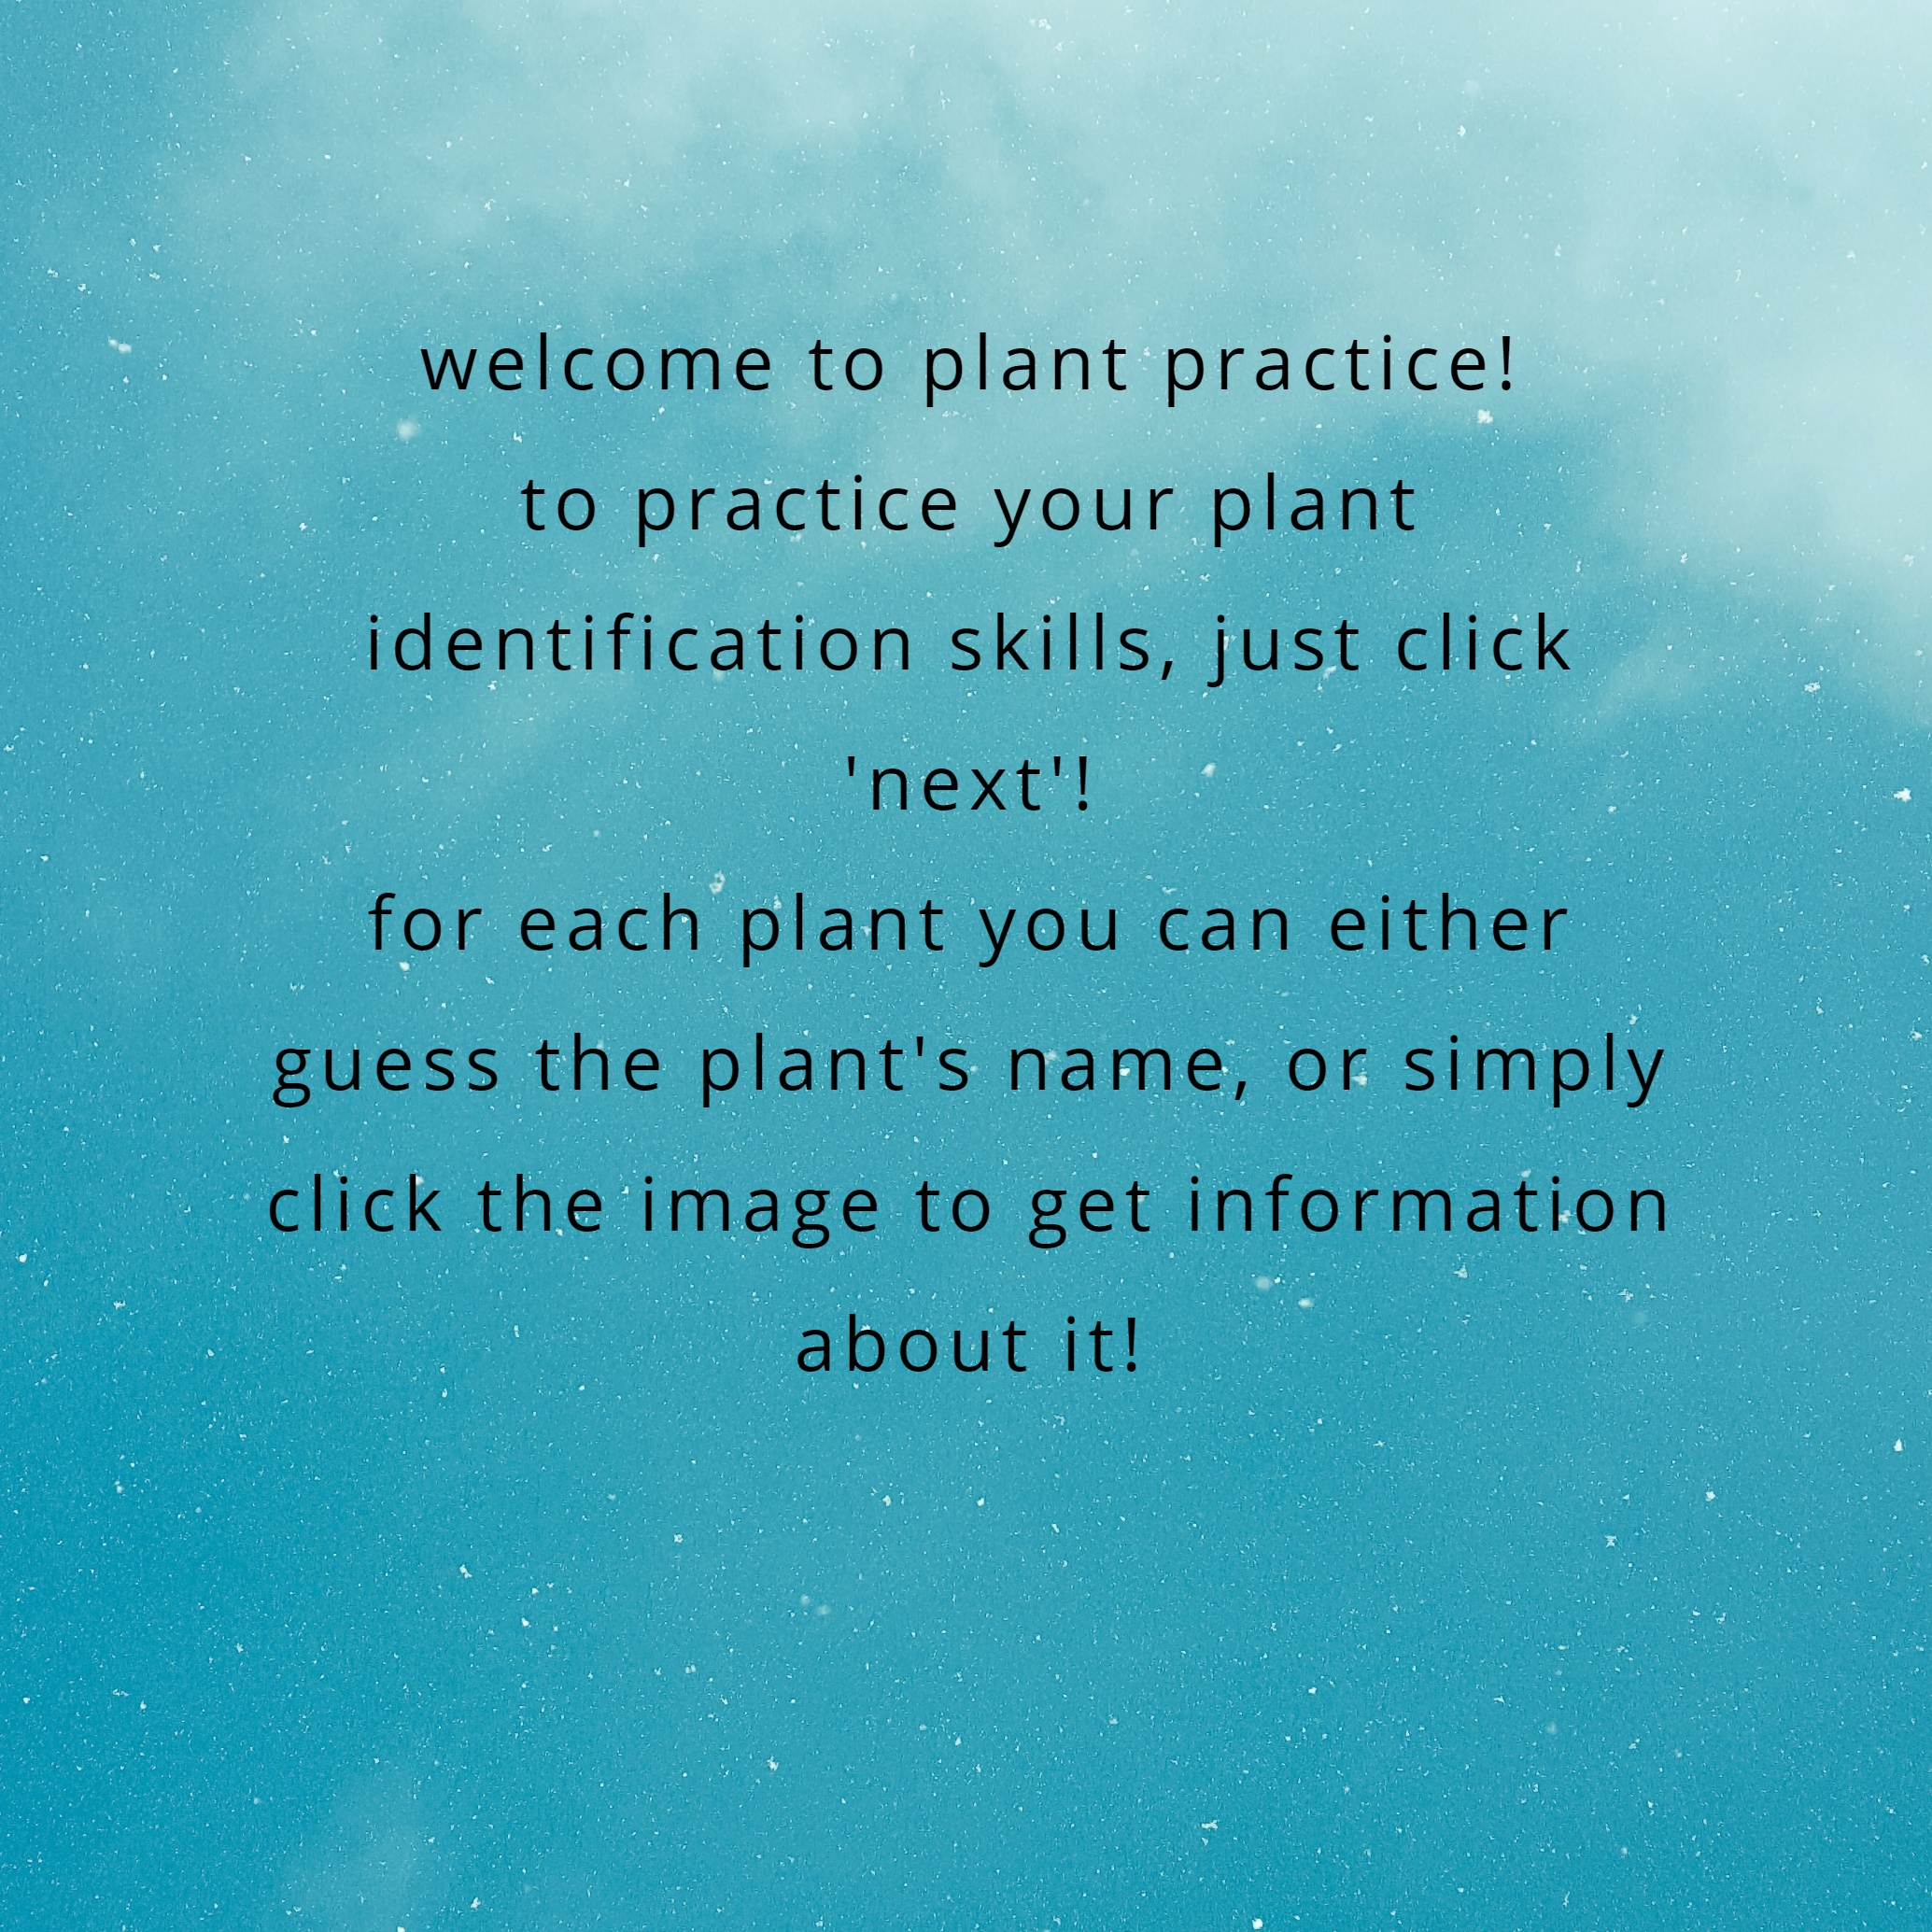 welcome to plant practice!
to practice your plant
identification skills, just click
'next'!
for each plant you can either
guess the plant's name, or simply
click the image to get information
about it!